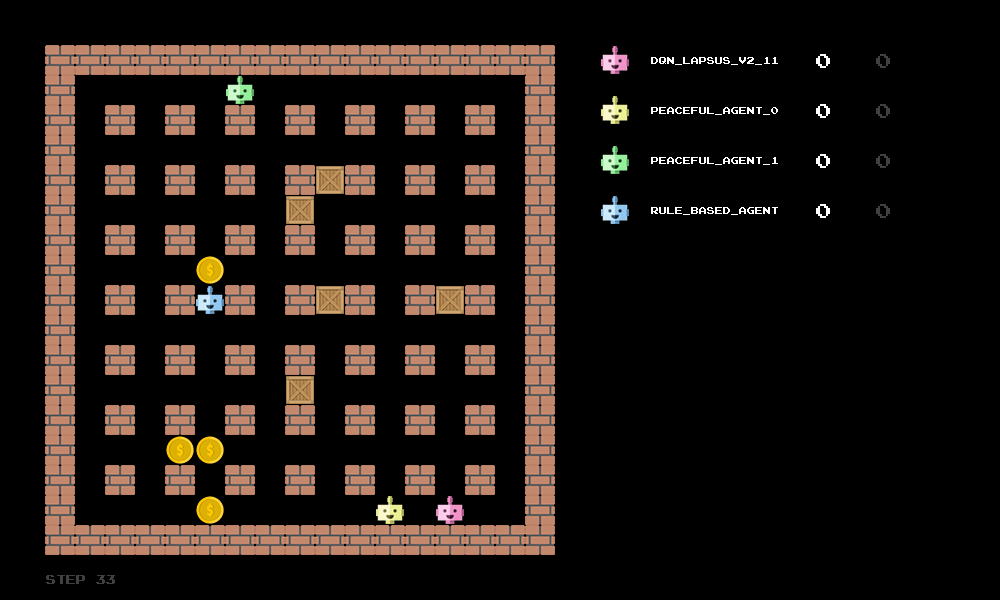 DQN_LAPSUS_V2_11 0 0
PEACEFUL_AGENT_0 0 0
PEACEFUL_AGENT_1 0 0
RULE_BASED_AGENT 0 0
$
$ $
$
STEP 33